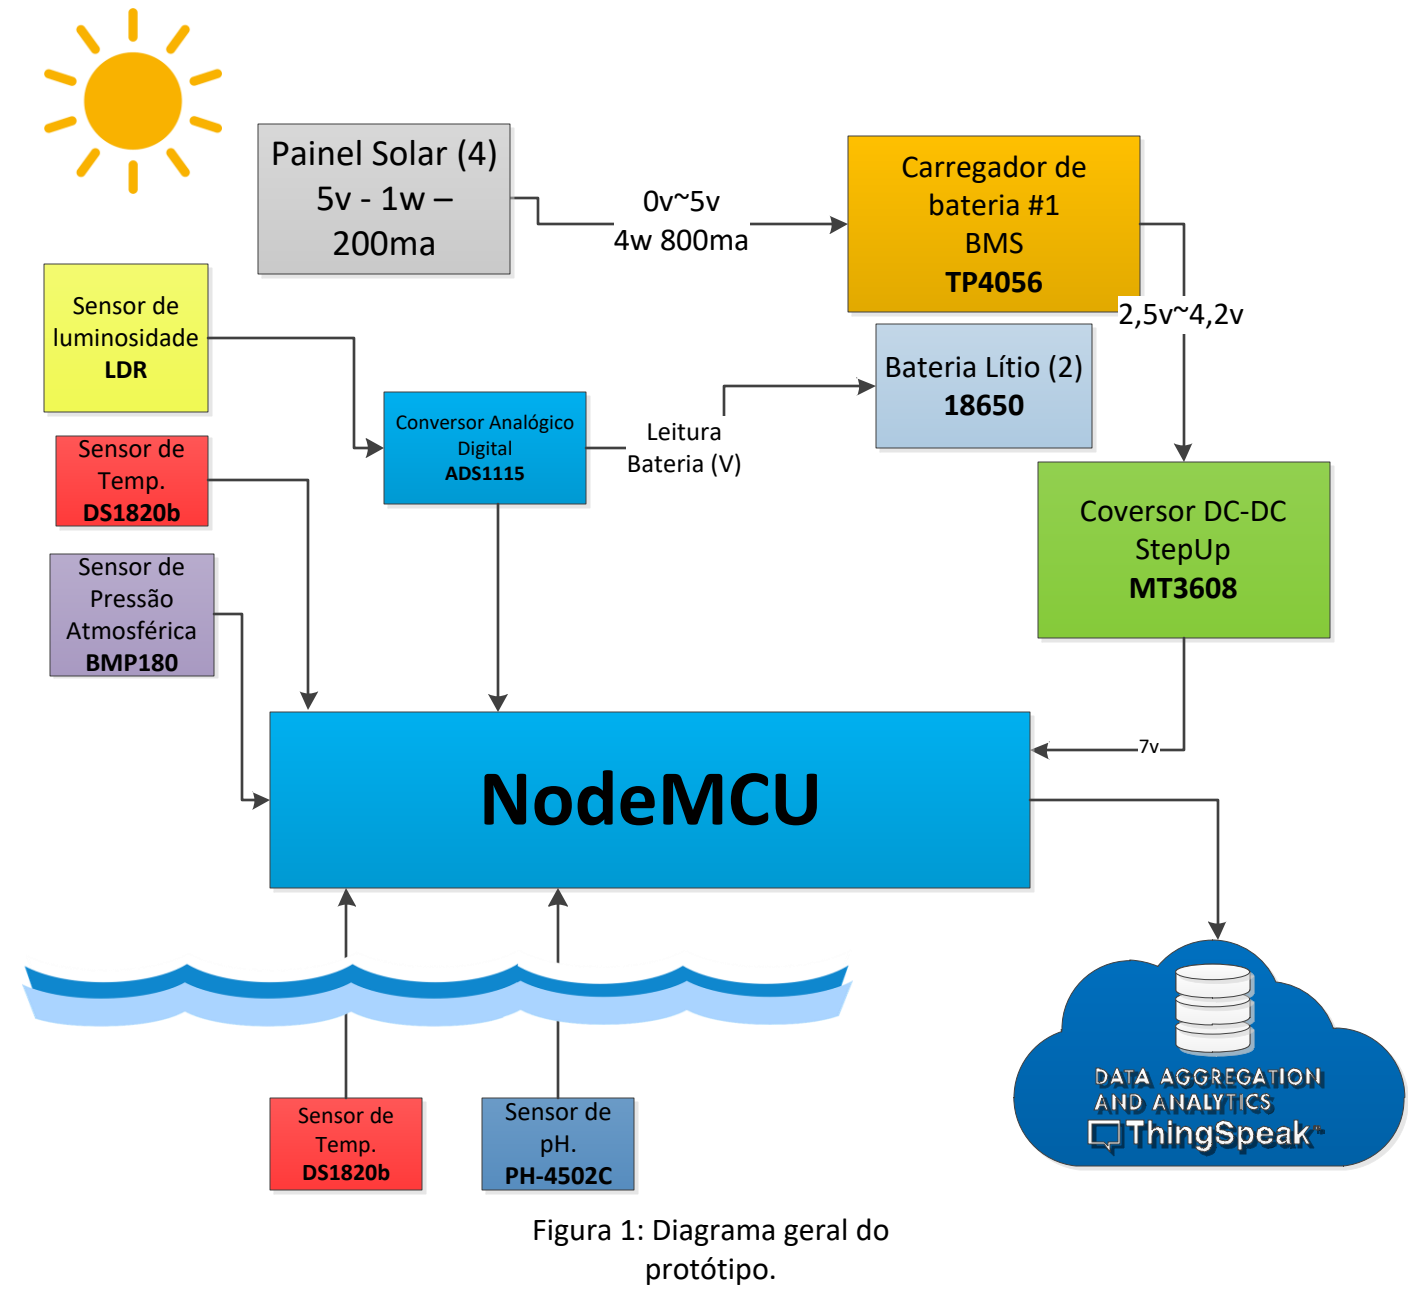 Painel Solar (4)
5v - 1w –
200ma
0v~5v
4w 800ma
Carregador de
bateria #1
BMS
TP4056
2,5v~4,2v
Sensor de
luminosidade
LDR
Bateria Lítio (2)
18650
Conversor Analógico
Digital
ADS1115
Leitura
Bateria (V)
Sensor de
Temp.
DS1820b
Coversor DC-DC
StepUp
MT3608
Sensor de
Pressão
Atmosférica
BMP180
7v
NodeMCU
DATA AGGREGATION
AND ANALYTICS
ThingSpeak™
Sensor de
Temp.
DS1820b
Sensor de
pH.
PH-4502C
Figura 1: Diagrama geral do
protótipo.